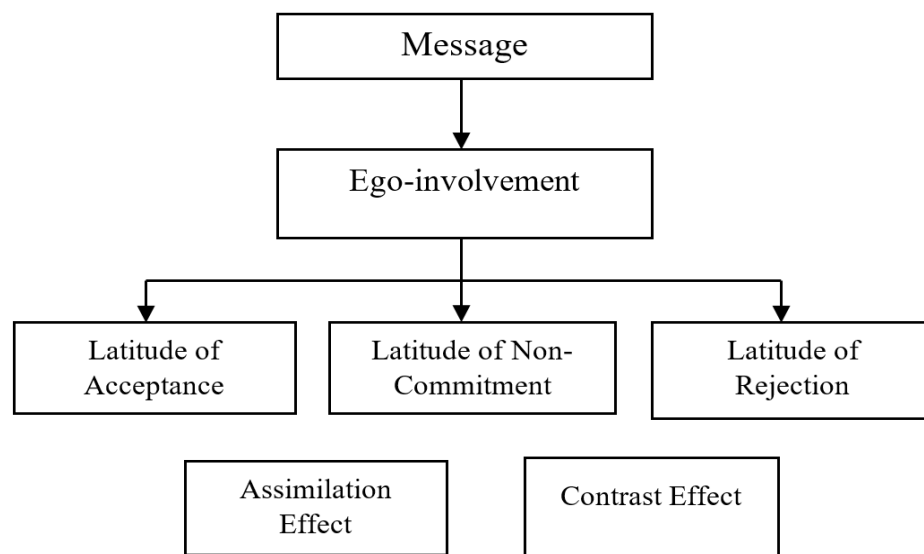 Message
Ego-involvement
Latitude of
Acceptance
Latitude of Non-
Commitment
Latitude of
Rejection
Assimilation
Effect
Contrast Effect